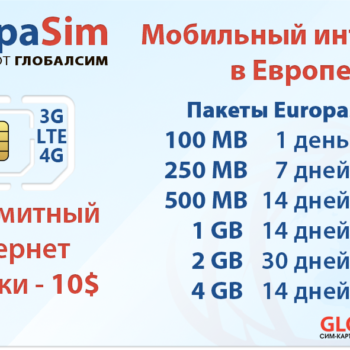 paSim
ОТ ГЛОБАЛСИМ
3G
LTE
4G
митный
ернет
ки - 10$
Мобильный инт
в Европе
Пакеты Europa
100 MB 1 день
250 MB 7 дней
500 MB 14 дней
1 GB 14 дней
2 GB 30 дней
4 GB 14 дней
GLO
СИМ-КАРТ